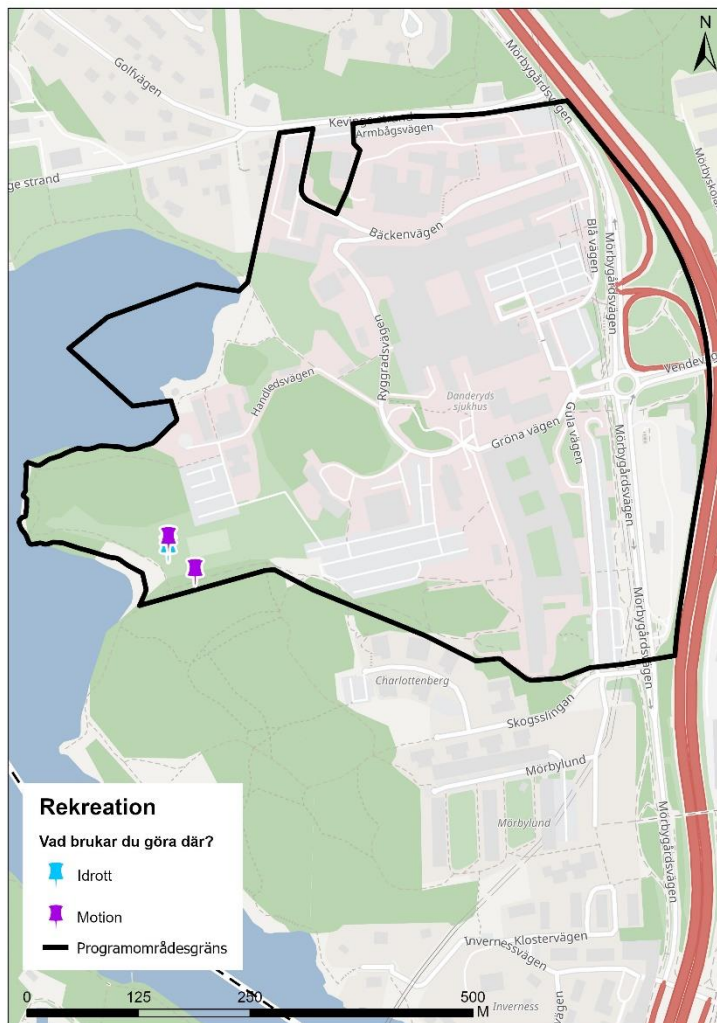 N
Golfvägen
Mörbygårdsvägen
Kevinge strand
Armbågsvägen
ge strand
Mörbyskolan
Bäckenvägen
Blå vägen
Mörbygårdsvägen
Ryggradsvägen
Handledsvägen
Vendeväg
Danderyds
sjukhus
Gröna vägen
Gula vägen
Mörbygårdsvägen
Mörbygårdsvägen
Charlottenberg
Skogsslingan
Mörbylund
Mörbylund
Mörbygårdsvägen
Rekreation
Vad brukar du göra där?
Idrott
Motion
Programområdesgräns
Invernessvägen
Klostervägen
Inverness
vägen
0 125 250 500
M